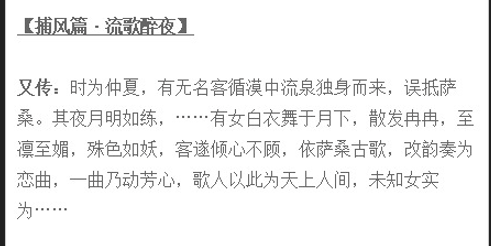 【捕风篇·流歌醉夜】
又传：时为仲夏，有无名客循漠中流泉独身而来，误抵萨
桑。其夜月明如练，……有女白衣舞于月下，散发冉冉，至
凛至媚，殊色如妖，客遂倾心不顾，依萨桑古歌，改韵奏为
恋曲，一曲乃动芳心，歌人以此为天上人间，未知女实
为……